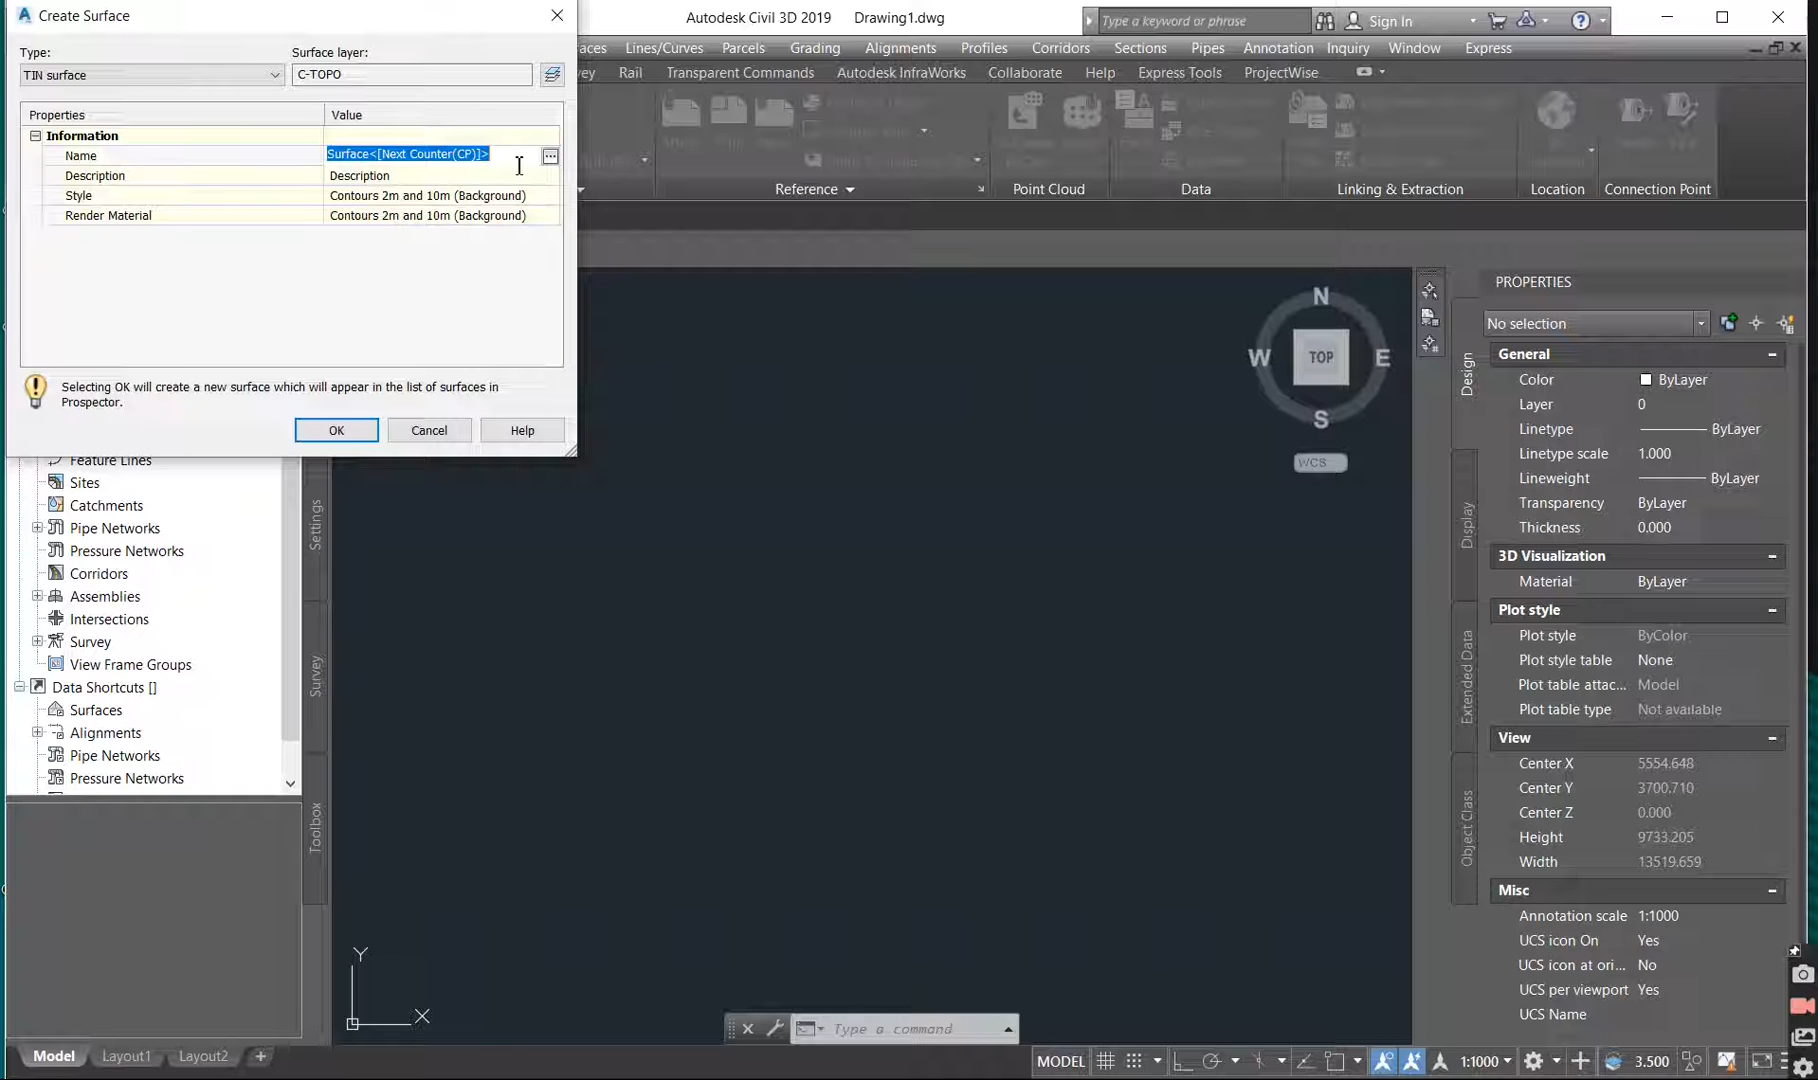 Create Surface
Autodesk Civil 3D 2019 Drawing1.dwg
Type a keyword or phrase
Sign In
Type:
Surface layer:
TIN surface
C-TOPO
Lines/Curves Parcels Grading Alignments Profiles Corridors Sections Pipes Annotation Inquiry Window Express
Rail Transparent Commands Autodesk InfraWorks Collaborate Help Express Tools ProjectWise
Properties Value
Information
Name Surface<[Next Counter(CP)]>
Description Description
Style Contours 2m and 10m (Background)
Render Material Contours 2m and 10m (Background)
Reference Point Cloud Data Linking & Extraction Location Connection Point
Selecting OK will create a new surface which will appear in the list of surfaces in
Prospector.
OK Cancel Help
Feature Lines
Sites
Catchments
Pipe Networks
Pressure Networks
Corridors
Assemblies
Intersections
Survey
View Frame Groups
Data Shortcuts []
Surfaces
Alignments
Pipe Networks
Pressure Networks
Settings
Survey
Toolbox
N
W TOP E
S
WCS
Y
X
Type a command
PROPERTIES
No selection
Design
Display
Extended Data
Object Class
General
Color ByLayer
Layer 0
Linetype ByLayer
Linetype scale 1.000
Lineweight ByLayer
Transparency ByLayer
Thickness 0.000
3D Visualization
Material ByLayer
Plot style
Plot style ByColor
Plot style table None
Plot table attac... Model
Plot table type Not available
View
Center X 5554.648
Center Y 3700.710
Center Z 0.000
Height 9733.205
Width 13519.659
Misc
Annotation scale 1:1000
UCS icon On Yes
UCS icon at ori... No
UCS per viewport Yes
UCS Name
Model Layout1 Layout2 +
MODEL 1:1000 3.500